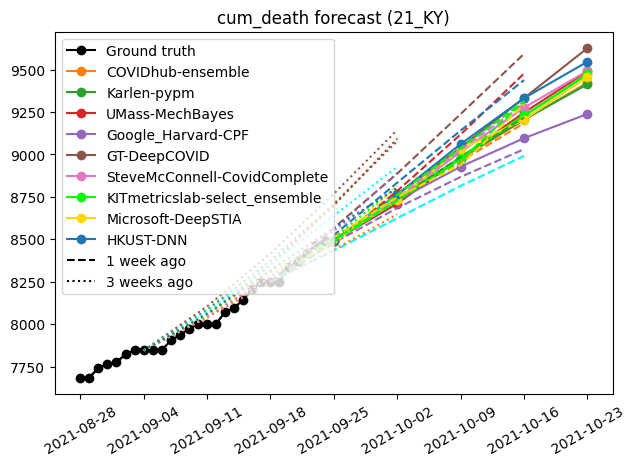 cum_death forecast (21_KY)
9500
9250
9000
8750
8500
8250
8000
7750
Ground truth
COVIDhub-ensemble
Karlen-pypm
UMass-MechBayes
Google_Harvard-CPF
GT-DeepCOVID
SteveMcConnell-CovidComplete
KITmetricslab-select_ensemble
Microsoft-DeepSTIA
HKUST-DNN
1 week ago
3 weeks ago
2021-08-28
2021-09-04
2021-09-11
2021-09-18
2021-09-25
2021-10-02
2021-10-09
2021-10-16
2021-10-23